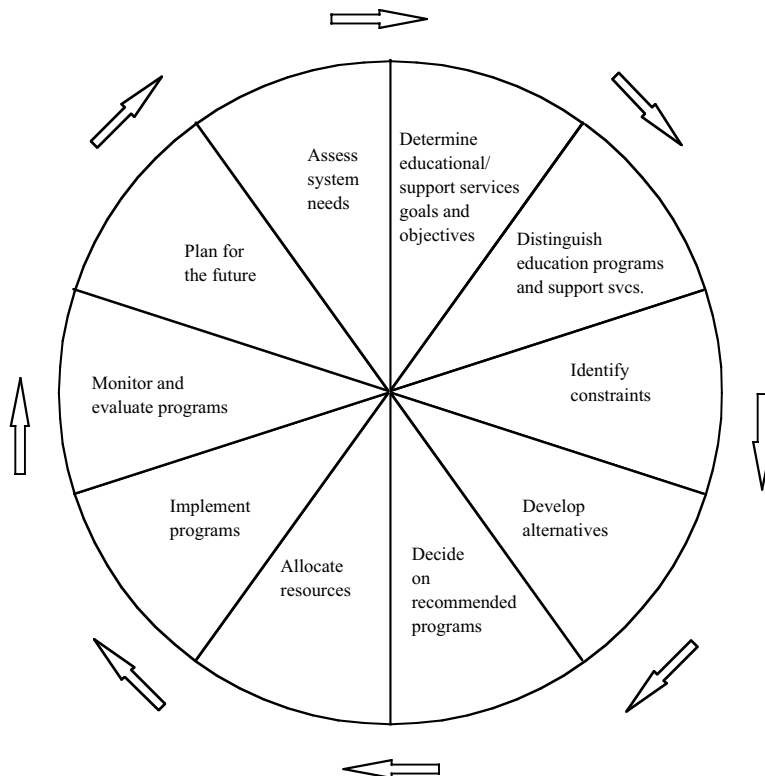 Assess
system
needs
Determine
educational/
support services
goals and
objectives
Distinguish
education programs
and support svcs.
Identify
constraints
Develop
alternatives
Decide
on
recommended
programs
Allocate
resources
Implement
programs
Monitor and
evaluate programs
Plan for
the future